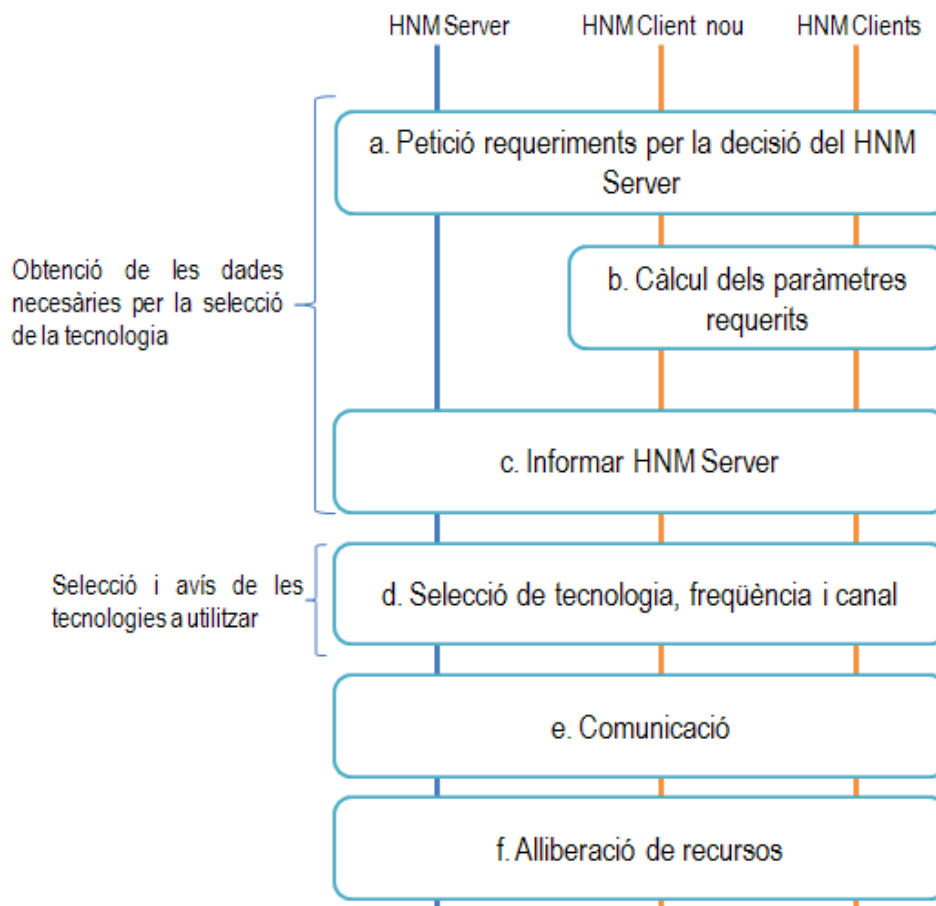 HNM Server
HNM Client nou
HNM Clients
a. Petició requeriments per la decisió del HNM
Server
b. Càlcul dels paràmetres
requerits
Obtenció de les dades
necesàries per la selecció
de la tecnologia
c. Informar HNM Server
Selecció i avís de les
tecnologies a utilitzar
d. Selecció de tecnologia, freqüència i canal
e. Comunicació
f. Alliberació de recursos